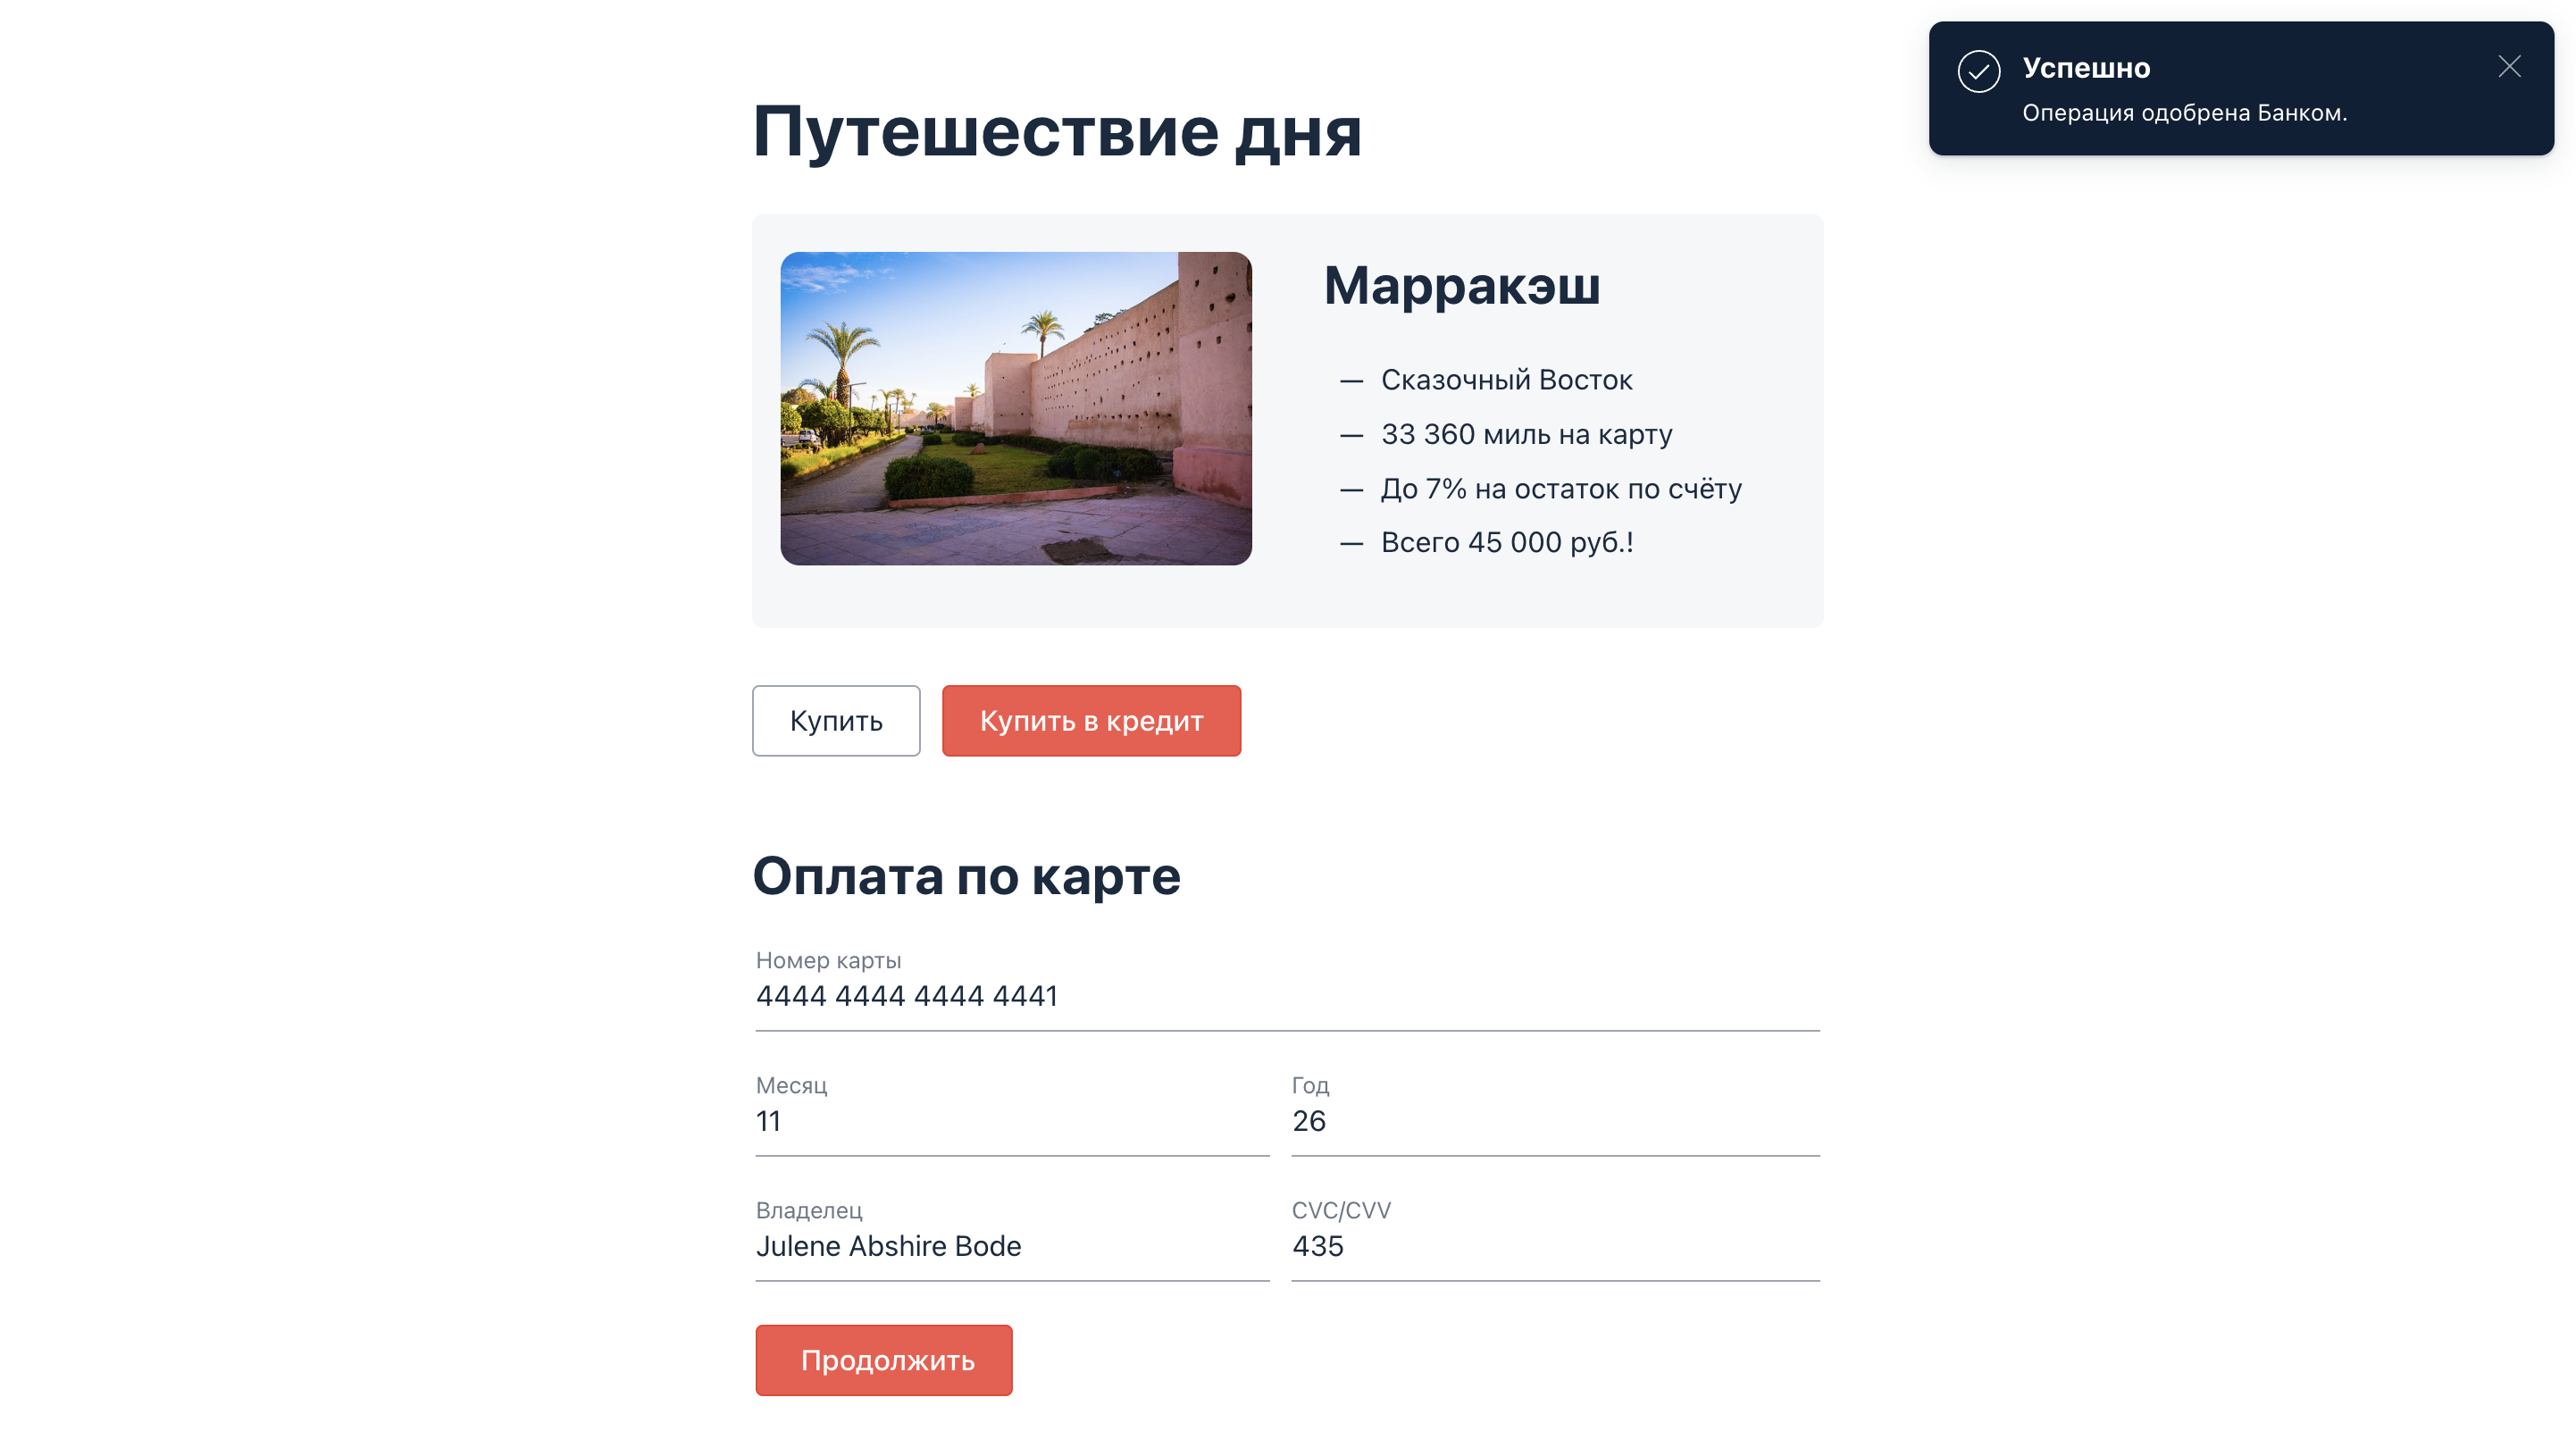 Успешно
Операция одобрена Банком.
Путешествие дня
Марракэш
— Сказочный Восток
— 33 360 миль на карту
— До 7% на остаток по счёту
— Всего 45 000 руб.!
Купить
Купить в кредит
Оплата по карте
Номер карты
4444 4444 4444 4441
Месяц
11
Год
26
Владелец
Julene Abshire Bode
CVC/CVV
435
Продолжить